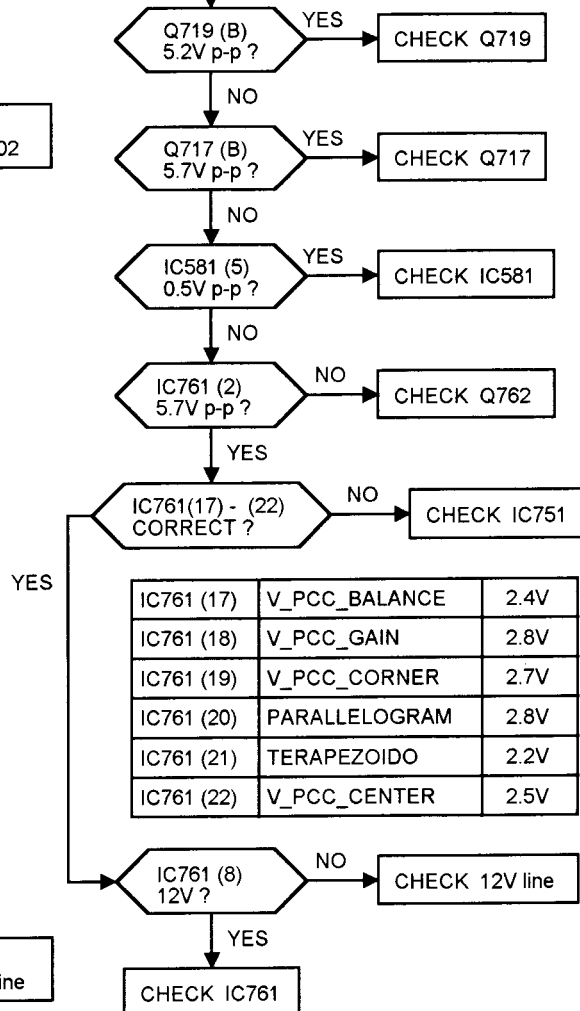 Q719 (B)
5.2V p-p ?
YES
CHECK Q719
NO
02
Q717 (B)
5.7V p-p ?
YES
CHECK Q717
NO
IC581 (5)
0.5V p-p ?
YES
CHECK IC581
NO
IC761 (2)
5.7V p-p ?
NO
CHECK Q762
YES
IC761(17) - (22)
CORRECT ?
NO
CHECK IC751
YES
IC761 (17) V_PCC_BALANCE 2.4V
IC761 (18) V_PCC_GAIN 2.8V
IC761 (19) V_PCC_CORNER 2.7V
IC761 (20) PARALLELOGRAM 2.8V
IC761 (21) TERAPEZOIDO 2.2V
IC761 (22) V_PCC_CENTER 2.5V
IC761 (8)
12V ?
NO
CHECK 12V line
YES
ine
CHECK IC761